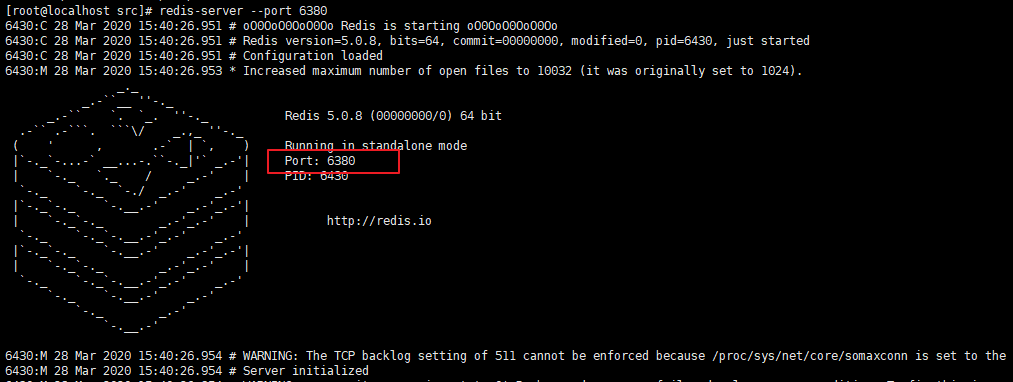 [root@localhost src]# redis-server --port 6380
6430:C 28 Mar 2020 15:40:26.951 # oO0OoO0OoO0Oo Redis is starting oO0OoO0OoO0Oo
6430:C 28 Mar 2020 15:40:26.951 # Redis version=5.0.8, bits=64, commit=00000000, modified=0, pid=6430, just started
6430:C 28 Mar 2020 15:40:26.951 # Configuration loaded
6430:M 28 Mar 2020 15:40:26.953 * Increased maximum number of open files to 10032 (it was originally set to 1024).
Redis 5.0.8 (00000000/0) 64 bit
Running in standalone mode
Port: 6380
PID: 6430
http://redis.io
6430:M 28 Mar 2020 15:40:26.954 # WARNING: The TCP backlog setting of 511 cannot be enforced because /proc/sys/net/core/somaxconn is set to the
6430:M 28 Mar 2020 15:40:26.954 # Server initialized